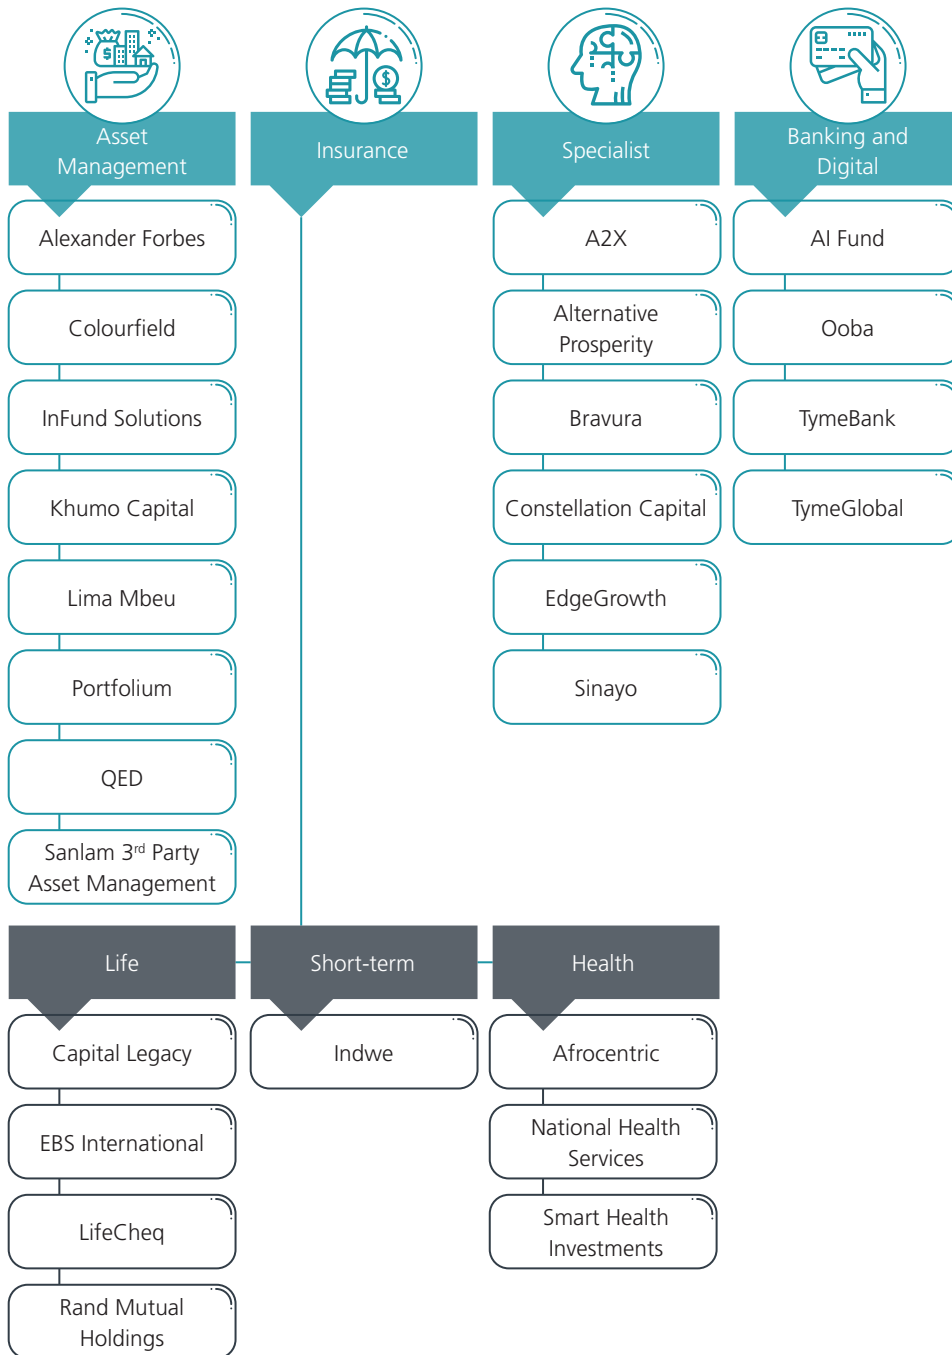 Asset
Management
Alexander Forbes
Colourfield
InFund Solutions
Khumo Capital
Lima Mbeu
Portfolium
QED
Sanlam 3rd Party
Asset Management
Insurance
Specialist
A2X
Alternative
Prosperity
Bravura
Constellation Capital
EdgeGrowth
Sinayo
Banking and
Digital
AI Fund
Ooba
TymeBank
TymeGlobal
Life
Capital Legacy
EBS International
LifeCheq
Rand Mutual
Holdings
Short-term
Indwe
Health
Afrocentric
National Health
Services
Smart Health
Investments